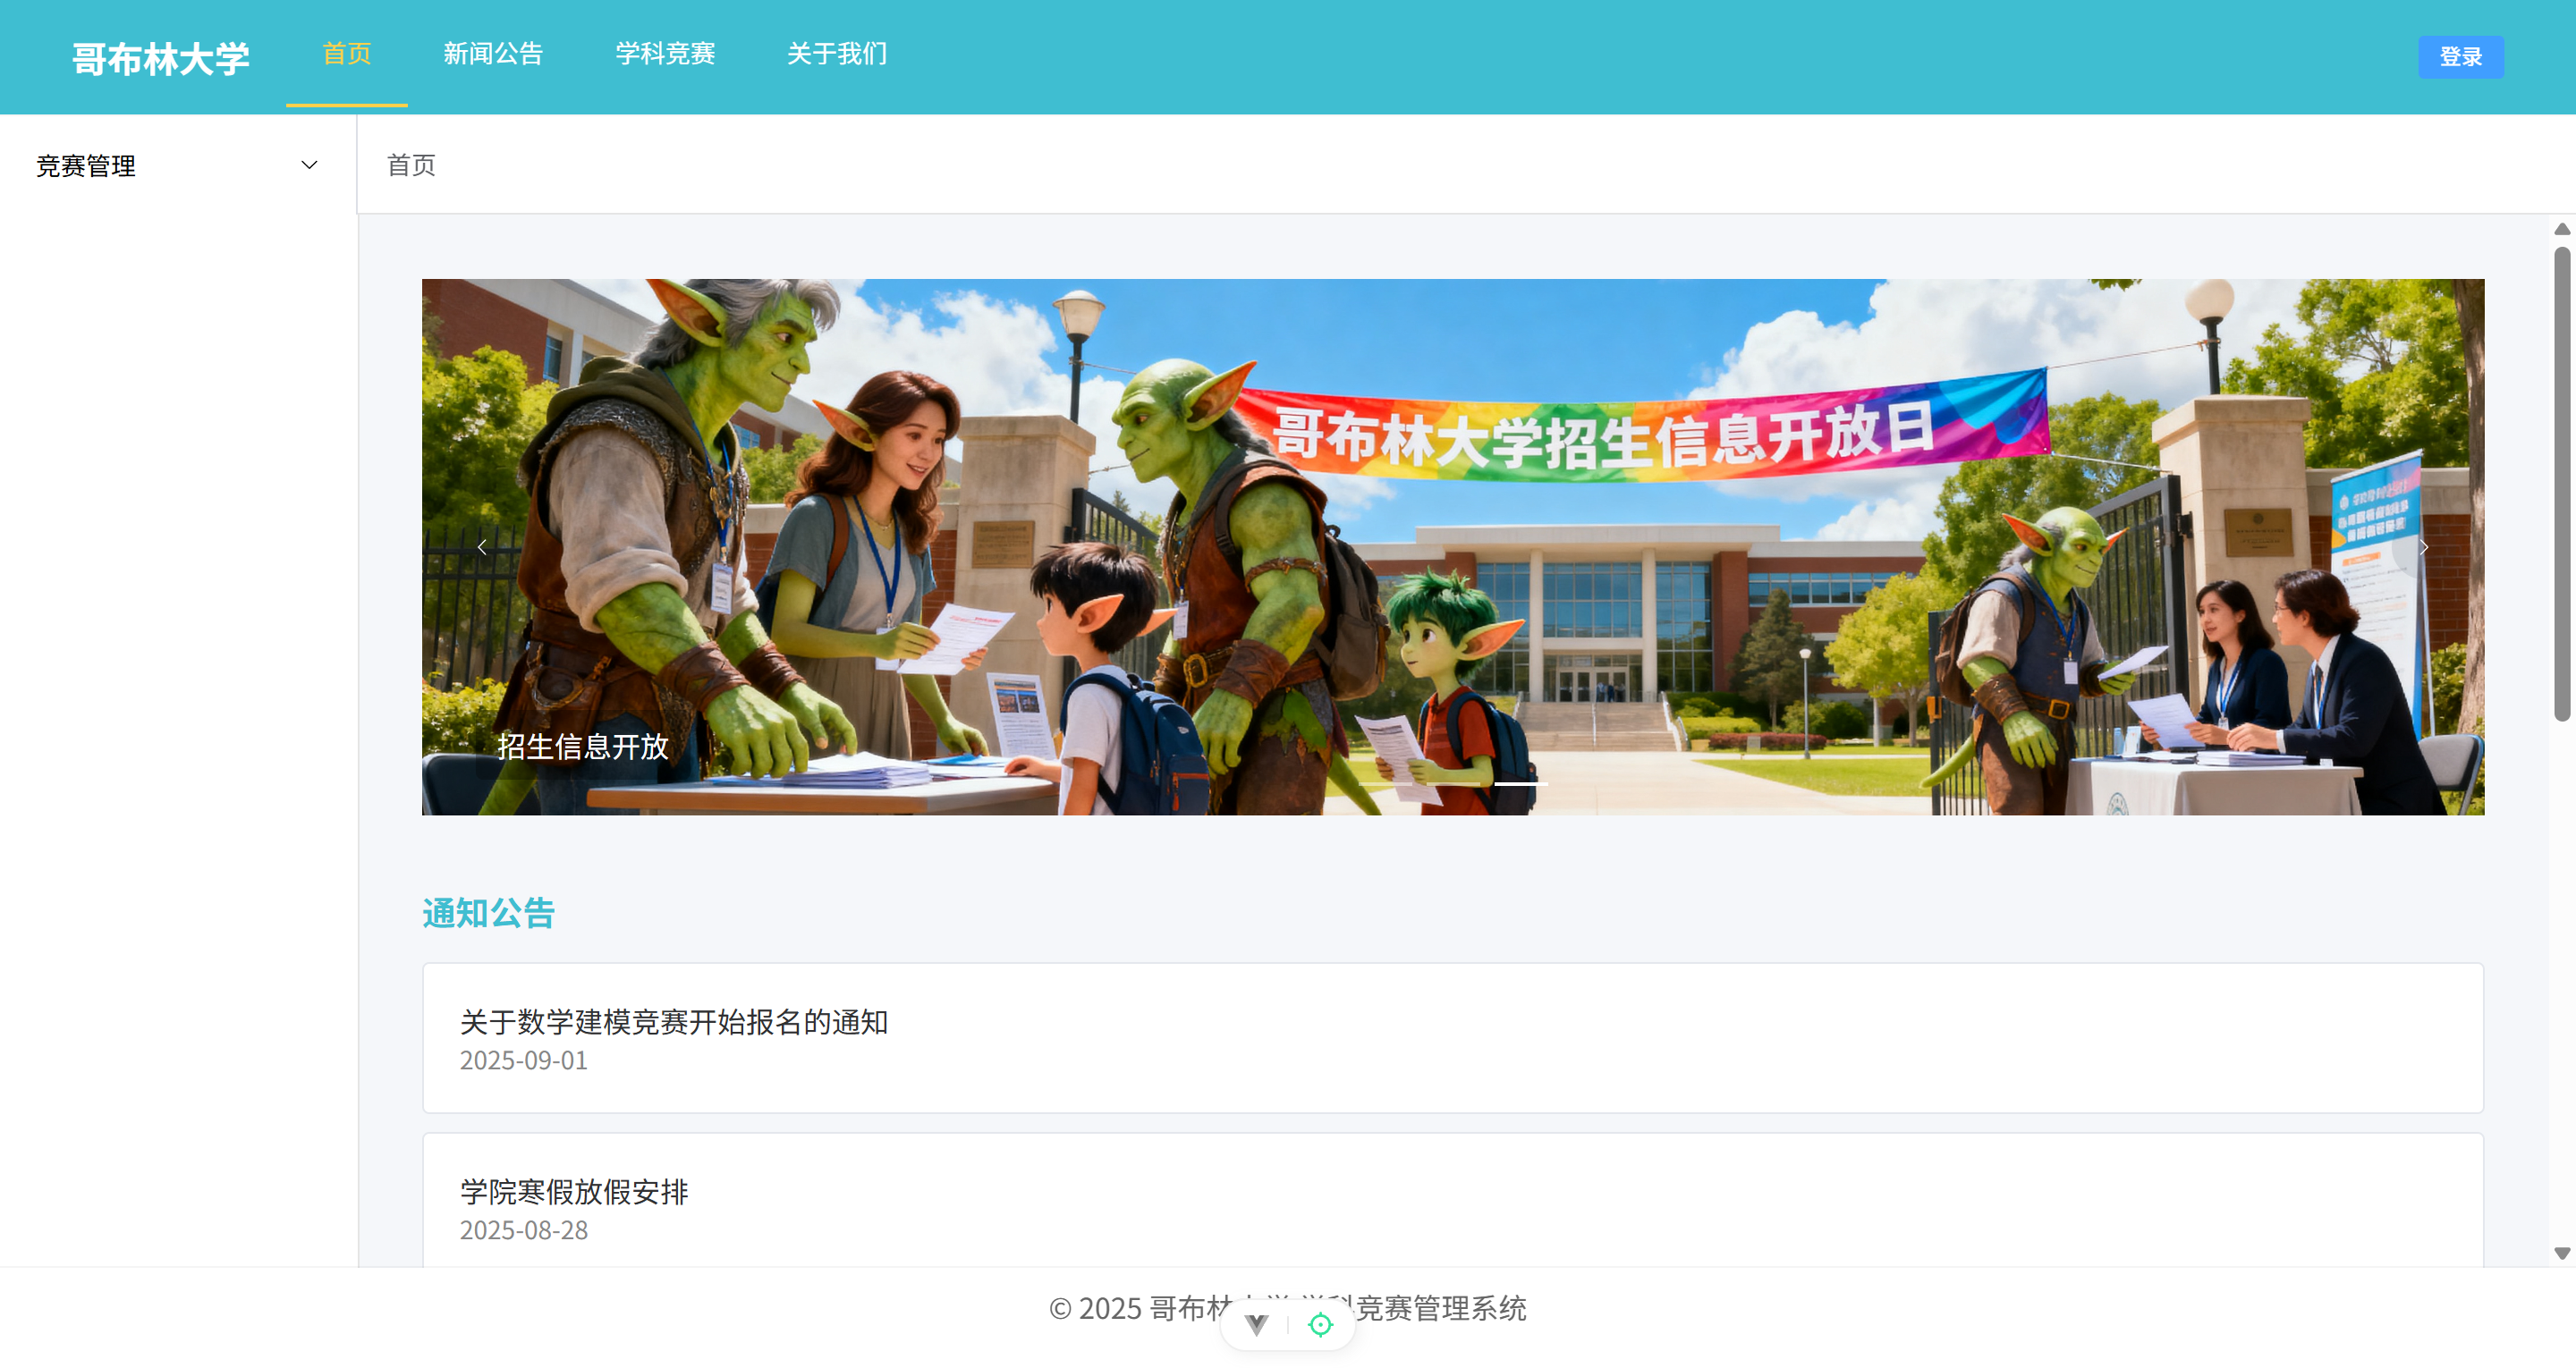 哥布林大学
首页
新闻公告
学科竞赛
关于我们
登录
竞赛管理
首页
哥布林大学招生信息开放日
招生信息开放
通知公告
关于数学建模竞赛开始报名的通知
2025-09-01
学院寒假放假安排
2025-08-28
© 2025 哥布林大学 学科竞赛管理系统